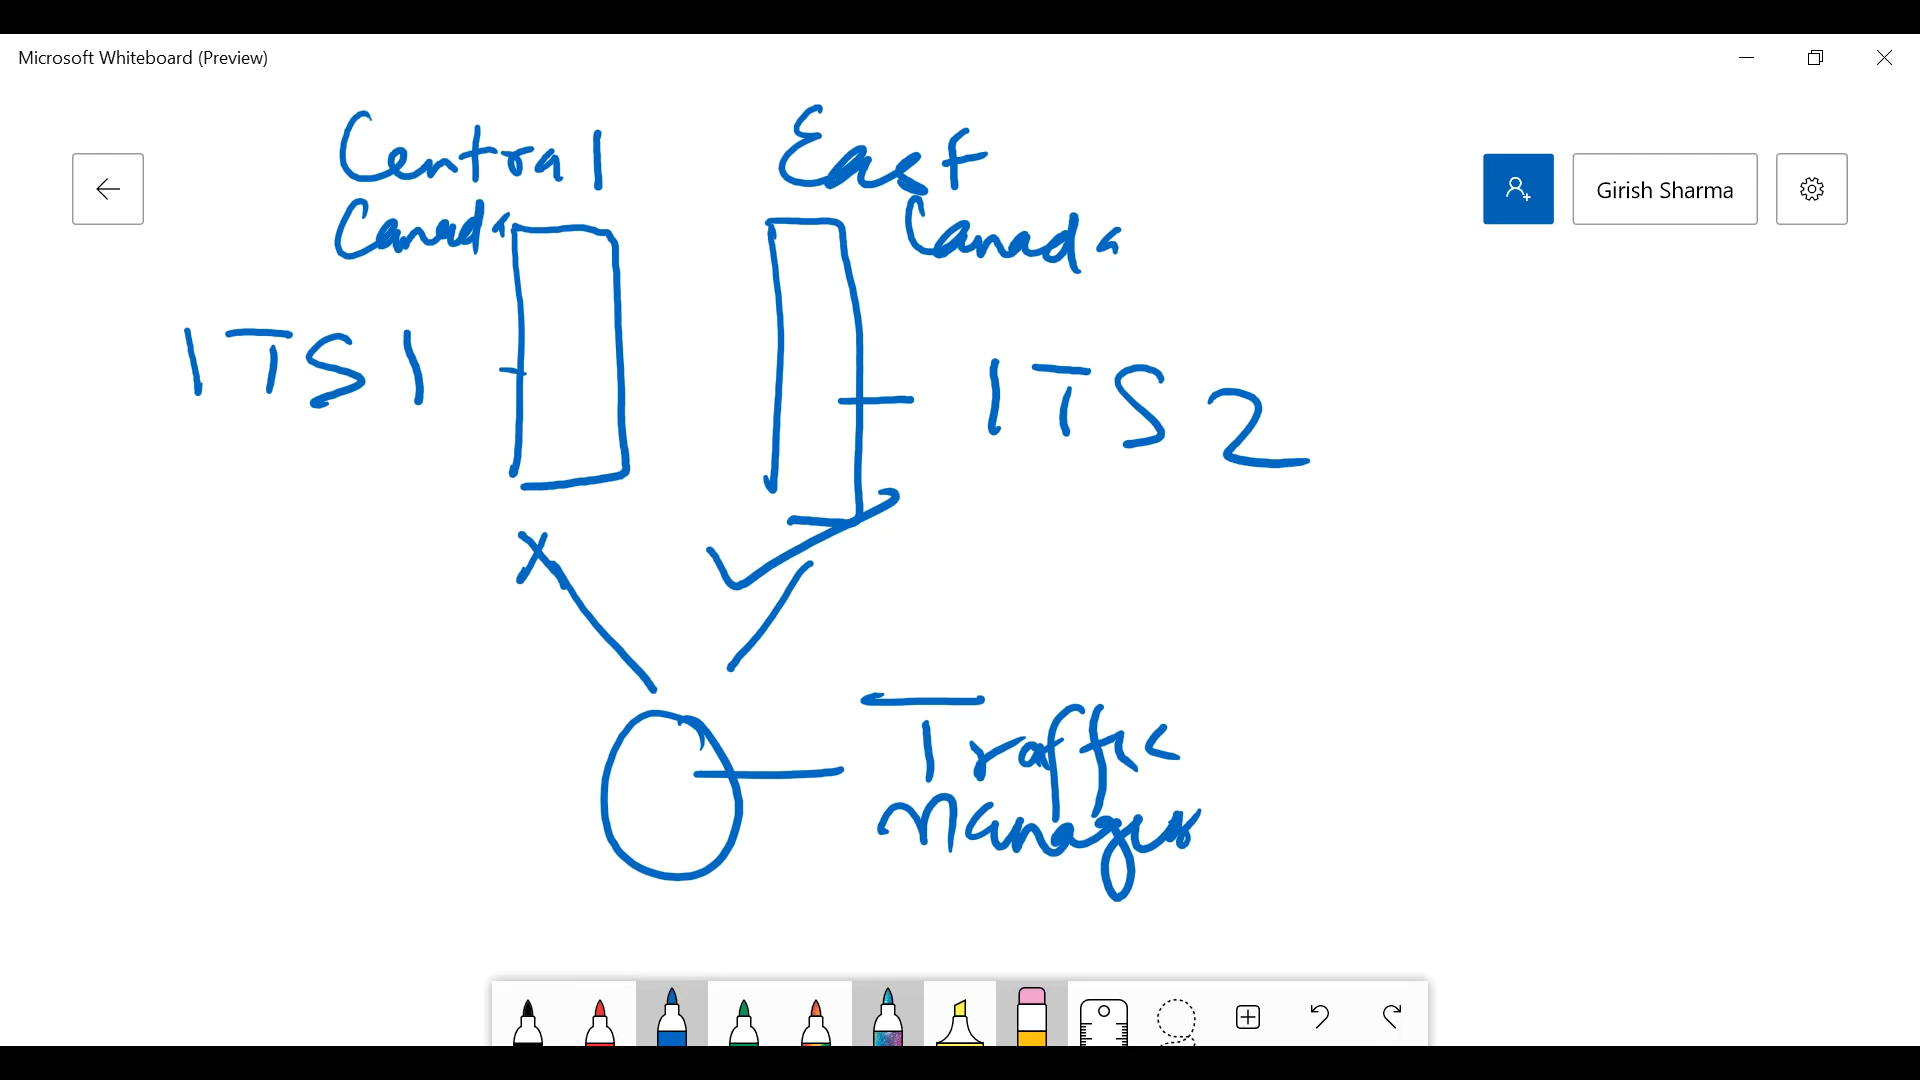 Microsoft Whiteboard (Preview)
Central
Canada
East
Canada
Girish Sharma
ITS1
ITS2
Traffic
Manager